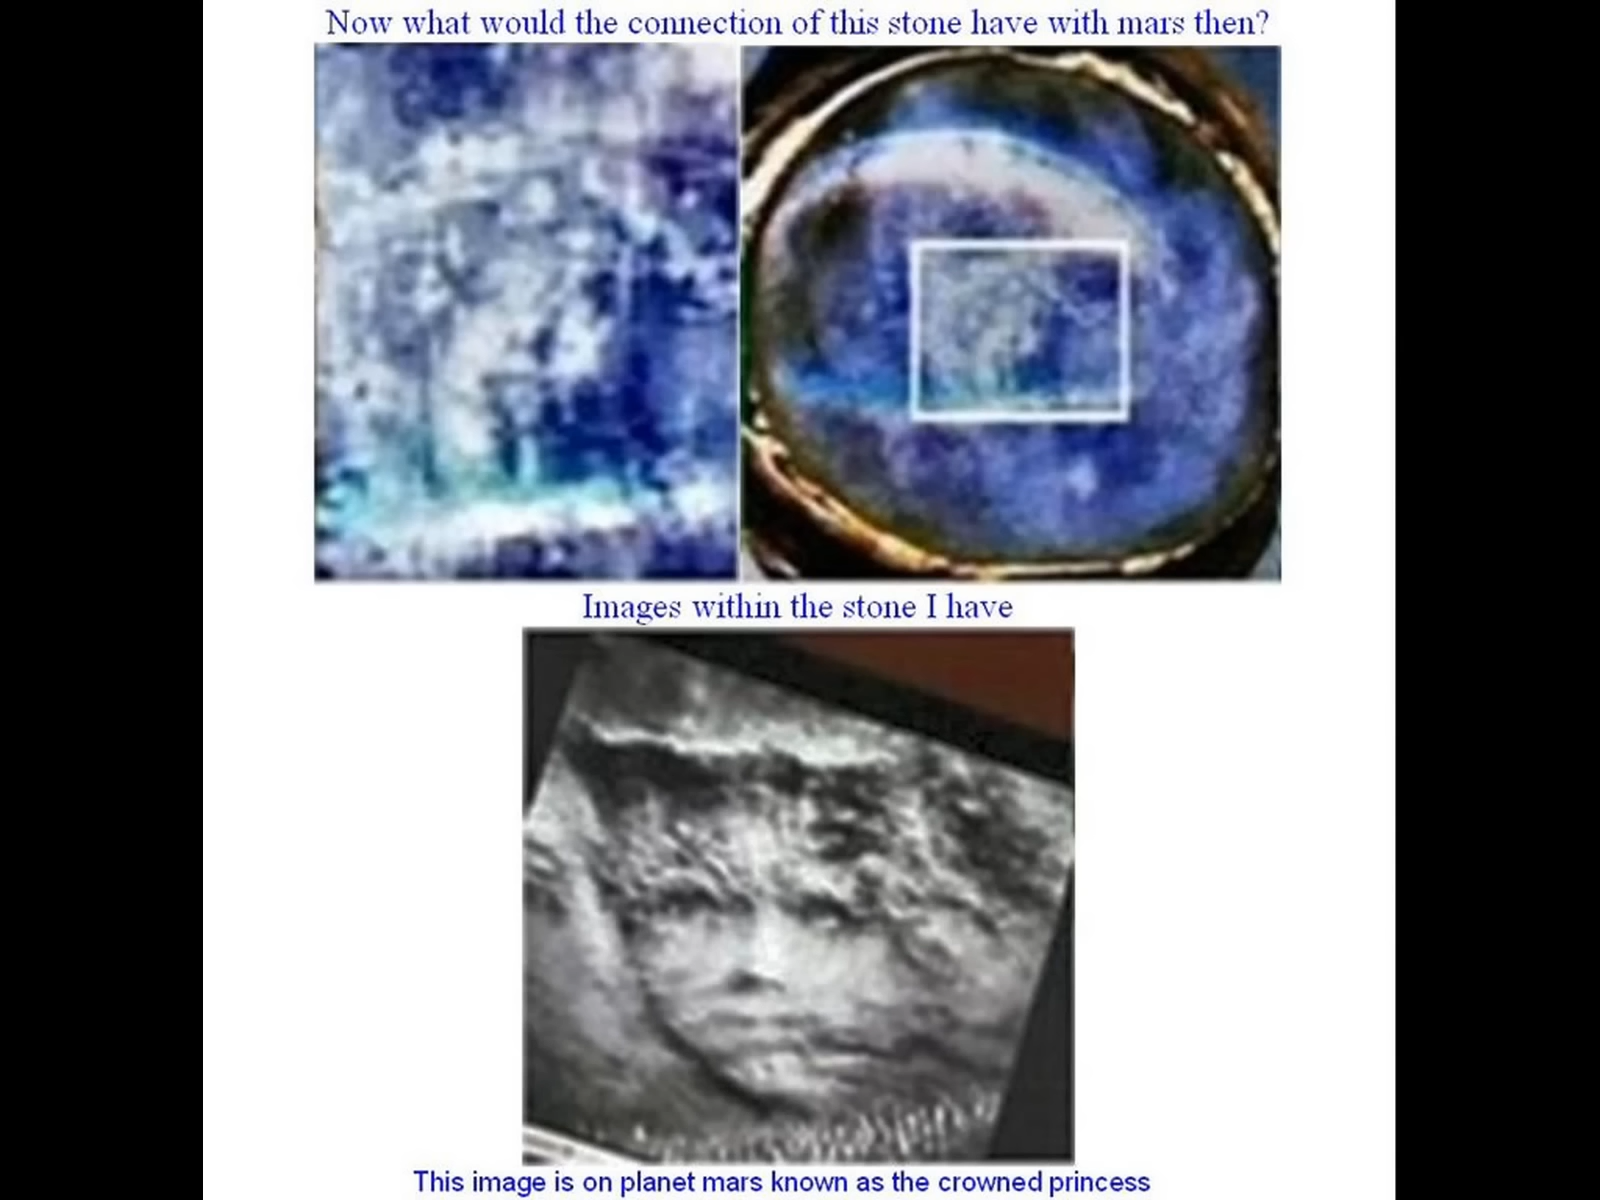 Now what would the connection of this stone have with mars then?
Images within the stone I have
This image is on planet mars known as the crowned princess